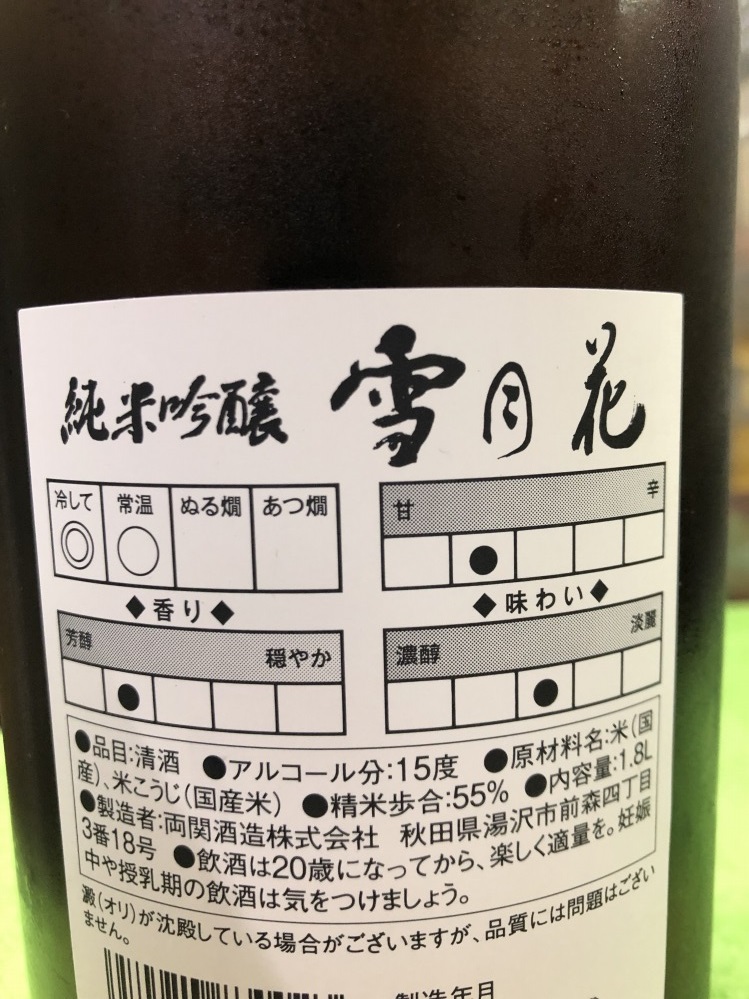 純米吟醸 雪月花
冷して 常温 ぬる燗 あつ燗
甘 辛
◆香り◆ ◆味わい◆
芳醇 穏やか
濃醇 淡麗
●品目:清酒 ●アルコール分:15度 ●原材料名:米(国
産)、米こうじ(国産米) ●精米歩合:55% ●内容量:1.8L
●製造者:両関酒造株式会社 秋田県湯沢市前森四丁目
3番18号 ●飲酒は20歳になってから、楽しく適量を。妊娠
中や授乳期の飲酒は気をつけましょう。
澱(オリ)が沈殿している場合がございますが、品質には問題はござい
ません。
製造年月